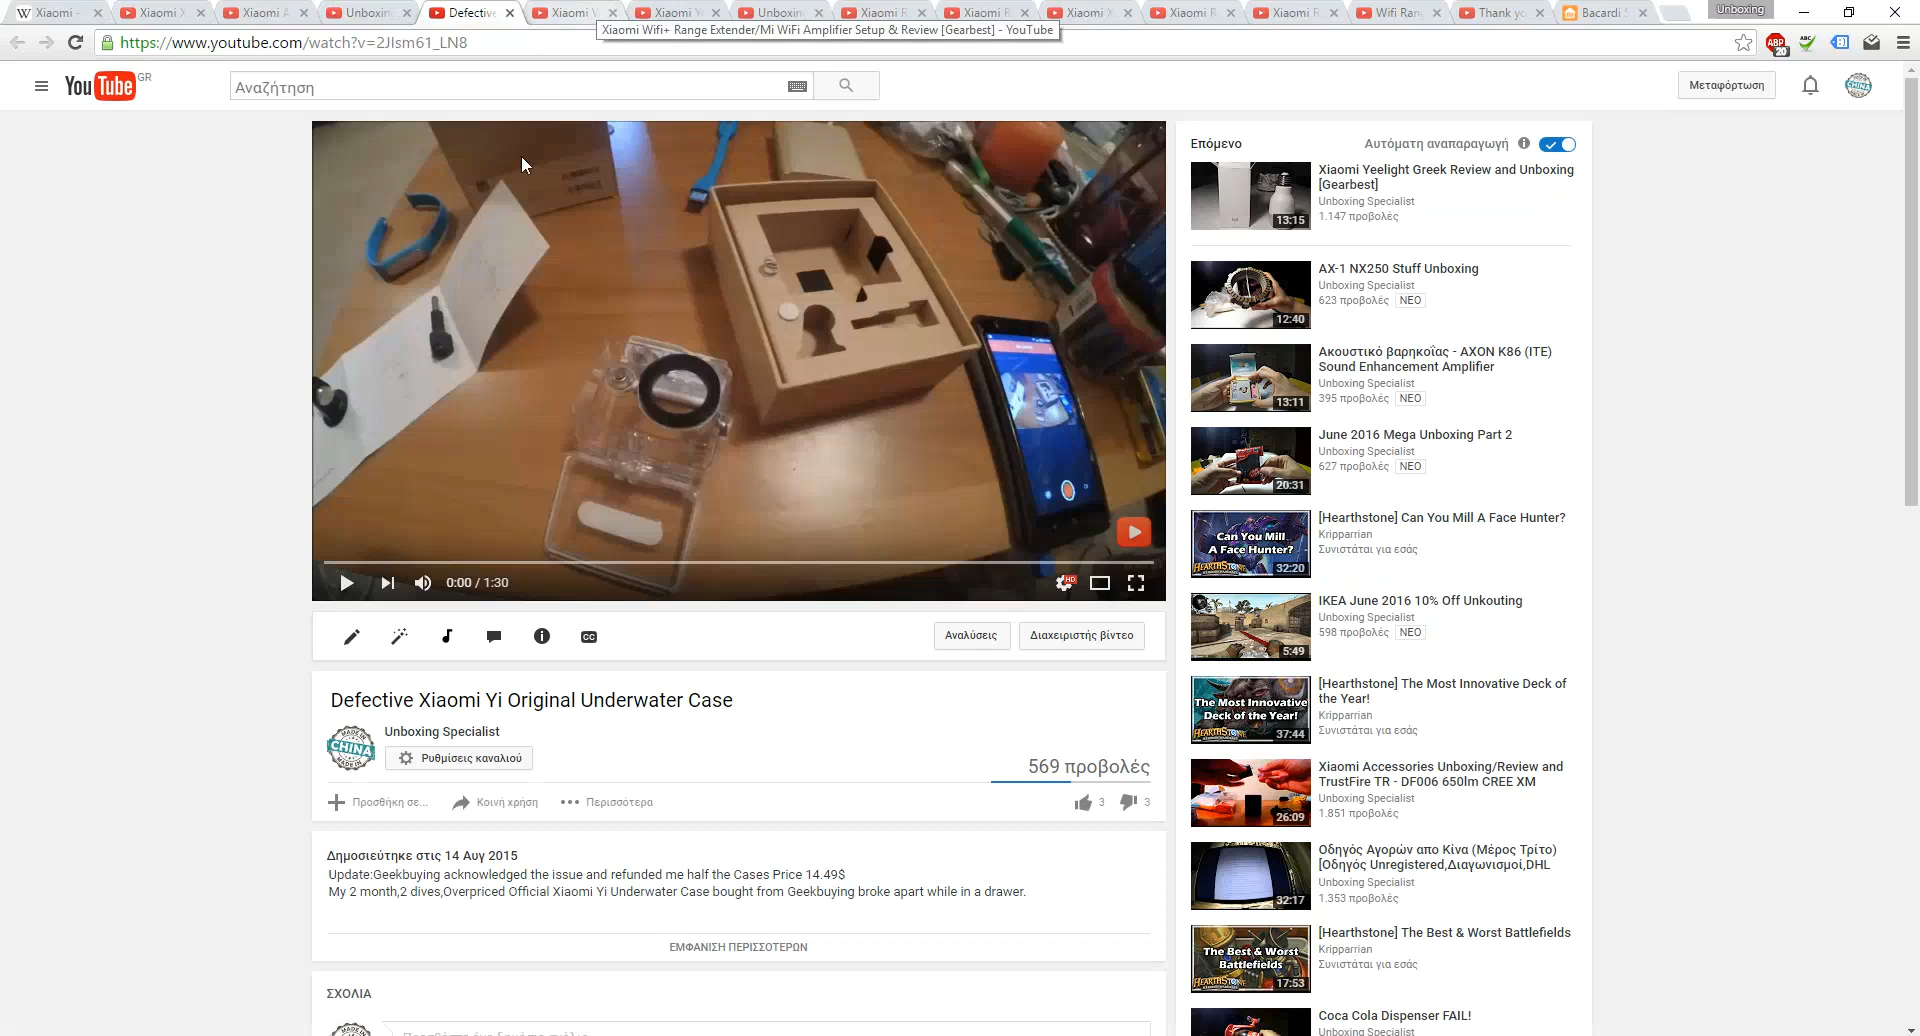 Xiaomi -
Xiaomi X
Xiaomi A
Unboxin
Defective
Xiaomi V
Xiaomi Y
Unboxin
Xiaomi R
Xiaomi R
Xiaomi X
Xiaomi R
Xiaomi R
Wifi Ran
Thank yo
Bacardi S
Unboxing
https://www.youtube.com/watch?v=2JIsm61_LN8
Xiaomi Wifi+ Range Extender/Mi WiFi Amplifier Setup & Review [Gearbest] - YouTube
ABP
20
ABC
YouTube GR
Αναζήτηση
Μεταφόρτωση
CHINA
0:00 / 1:30
HD
CC
Αναλύσεις
Διαχειριστής βίντεο
Defective Xiaomi Yi Original Underwater Case
MADE IN
CHINA
Unboxing Specialist
Ρυθμίσεις καναλιού
569 προβολές
Προσθήκη σε...
Κοινή χρήση
Περισσότερα
3
3
Δημοσιεύτηκε στις 14 Αυγ 2015
Update:Geekbuying acknowledged the issue and refunded me half the Cases Price 14.49$
My 2 month,2 dives,Overpriced Official Xiaomi Yi Underwater Case bought from Geekbuying broke apart while in a drawer.
ΕΜΦΑΝΙΣΗ ΠΕΡΙΣΣΟΤΕΡΩΝ
ΣΧΟΛΙΑ
Επόμενο
Αυτόματη αναπαραγωγή
13:15
Xiaomi Yeelight Greek Review and Unboxing
[Gearbest]
Unboxing Specialist
1.147 προβολές
12:40
AX-1 NX250 Stuff Unboxing
Unboxing Specialist
623 προβολές ΝΕΟ
13:11
Ακουστικό βαρηκοΐας - AXON K86 (ITE)
Sound Enhancement Amplifier
Unboxing Specialist
395 προβολές ΝΕΟ
20:31
June 2016 Mega Unboxing Part 2
Unboxing Specialist
627 προβολές ΝΕΟ
Can You Mill
A Face Hunter?
HEARTHSTONE
32:20
[Hearthstone] Can You Mill A Face Hunter?
Kripparrian
Συνιστάται για εσάς
5:49
IKEA June 2016 10% Off Unkouting
Unboxing Specialist
598 προβολές ΝΕΟ
The Most Innovative
Deck of the Year!
HEARTHSTONE
37:44
[Hearthstone] The Most Innovative Deck of
the Year!
Kripparrian
Συνιστάται για εσάς
26:09
Xiaomi Accessories Unboxing/Review and
TrustFire TR - DF006 650lm CREE XM
Unboxing Specialist
1.851 προβολές
32:17
Οδηγός Αγορών απο Κίνα (Μέρος Τρίτο)
[Οδηγός Unregistered,Διαγωνισμοί,DHL
Unboxing Specialist
1.353 προβολές
The Best & Worst
Battlefields
HEARTHSTONE
17:53
[Hearthstone] The Best & Worst Battlefields
Kripparrian
Συνιστάται για εσάς
Coca Cola Dispenser FAIL!
Unboxing Specialist